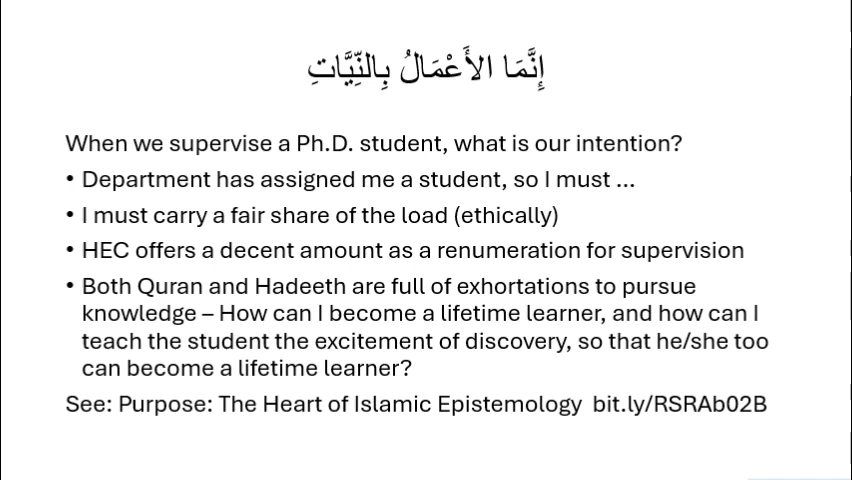 إِنَّمَا الأَعْمَالُ بِالنِّيَّاتِ
When we supervise a Ph.D. student, what is our intention?
• Department has assigned me a student, so I must ...
• I must carry a fair share of the load (ethically)
• HEC offers a decent amount as a renumeration for supervision
• Both Quran and Hadeeth are full of exhortations to pursue
knowledge – How can I become a lifetime learner, and how can I
teach the student the excitement of discovery, so that he/she too
can become a lifetime learner?
See: Purpose: The Heart of Islamic Epistemology bit.ly/RSRAb02B